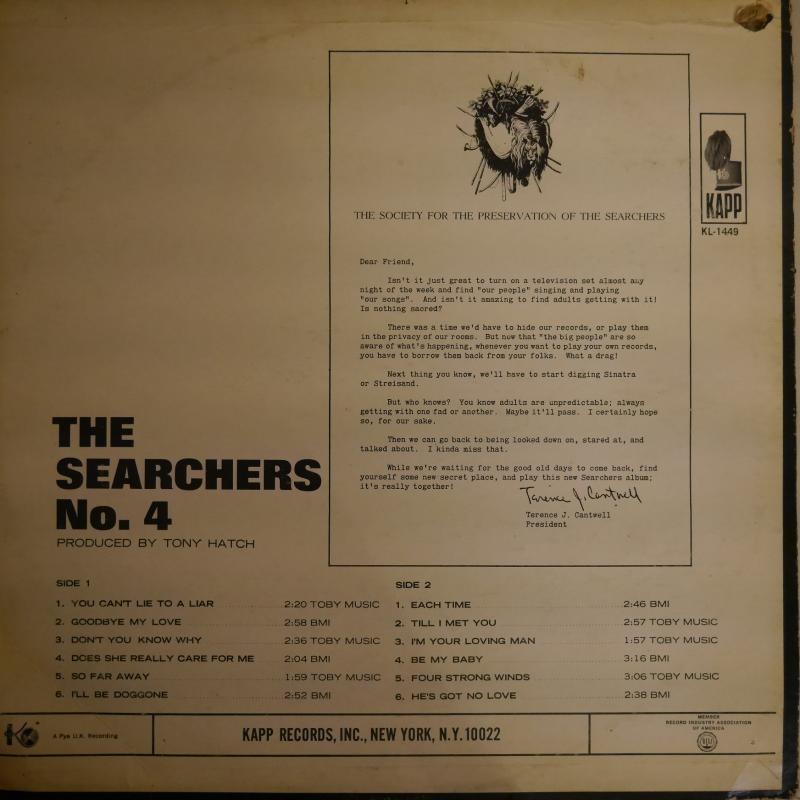 THE SOCIETY FOR THE PRESERVATION OF THE SEARCHERS
KAPP
KL-1449
Dear Friend,
Isn't it just great to turn on a television set almost any
night of the week and find "our people" singing and playing
"our songs". And isn't it amazing to find adults getting with it!
Is nothing sacred?
There was a time we'd have to hide our records, or play them
in the privacy of our rooms. But now that "the big people" are so
aware of what's happening, whenever you want to play your own records,
you have to borrow them back from your folks. What a drag!
Next thing you know, we'll have to start digging Sinatra
or Streisand.
But who knows? You know adults are unpredictable; always
getting with one fad or another. Maybe it'll pass. I certainly hope
so, for our sake.
Then we can go back to being looked down on, stared at, and
talked about. I kinda miss that.
While we're waiting for the good old days to come back, find
yourself some new secret place, and play this new Searchers album;
it's really together!
Terence J. Cantwell
Terence J. Cantwell
President
THE
SEARCHERS
No. 4
PRODUCED BY TONY HATCH
SIDE 1
1. YOU CAN'T LIE TO A LIAR 2:20 TOBY MUSIC
2. GOODBYE MY LOVE 2:58 BMI
3. DON'T YOU KNOW WHY 2:36 TOBY MUSIC
4. DOES SHE REALLY CARE FOR ME 2:04 BMI
5. SO FAR AWAY 1:59 TOBY MUSIC
6. I'LL BE DOGGONE 2:52 BMI
SIDE 2
1. EACH TIME 2:46 BMI
2. TILL I MET YOU 2:57 TOBY MUSIC
3. I'M YOUR LOVING MAN 1:57 TOBY MUSIC
4. BE MY BABY 3:16 BMI
5. FOUR STRONG WINDS 3:06 TOBY MUSIC
6. HE'S GOT NO LOVE 2:38 BMI
A Pye U.K. Recording
KAPP RECORDS, INC., NEW YORK, N.Y. 10022
MEMBER
RECORD INDUSTRY ASSOCIATION
OF AMERICA